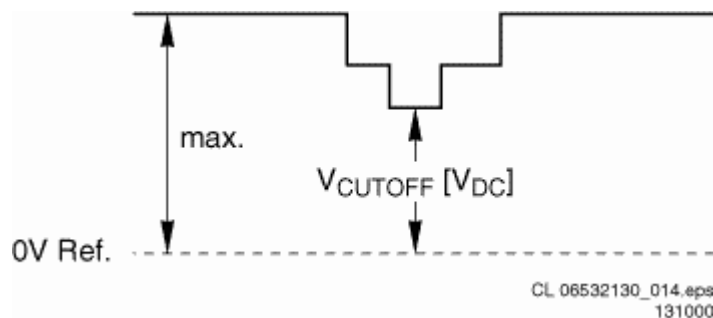 max.
VCUTOFF [VDC]
0V Ref.
CL 06532130_014.eps
131000